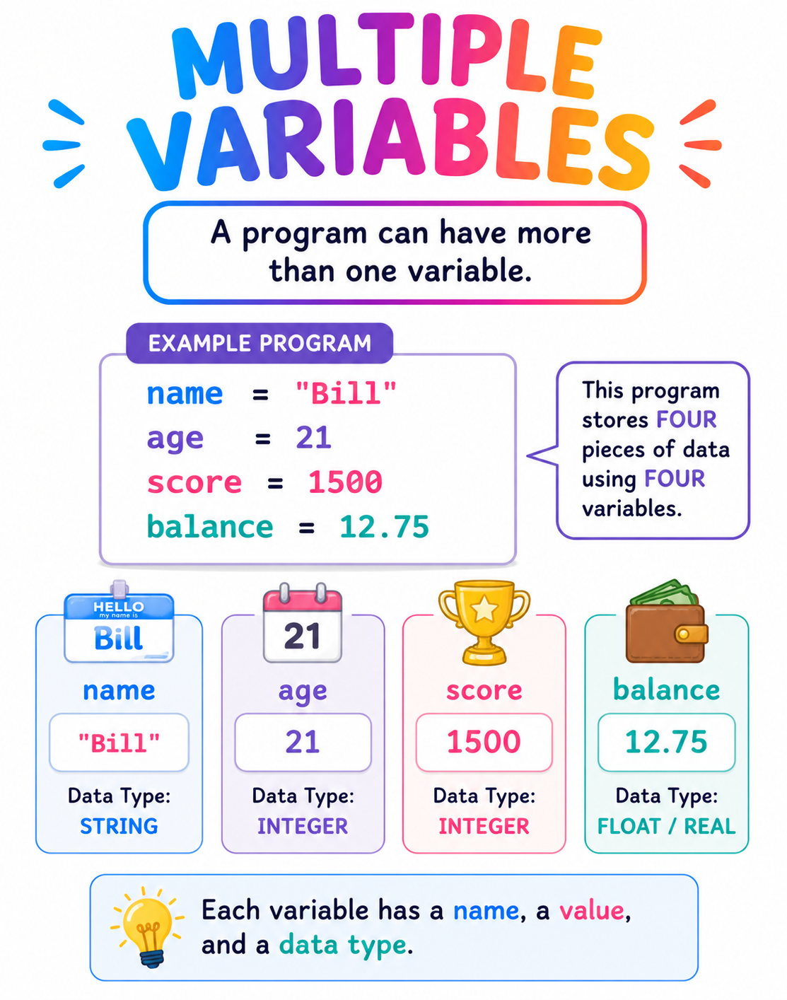 MULTIPLE
VARIABLES
A program can have more
than one variable.
EXAMPLE PROGRAM
name = "Bill"
age = 21
score = 1500
balance = 12.75
This program
stores FOUR
pieces of data
using FOUR
variables.
HELLO
my name is
Bill
name
"Bill"
Data Type:
STRING
21
age
21
Data Type:
INTEGER
score
1500
Data Type:
INTEGER
balance
12.75
Data Type:
FLOAT / REAL
Each variable has a name, a value,
and a data type.